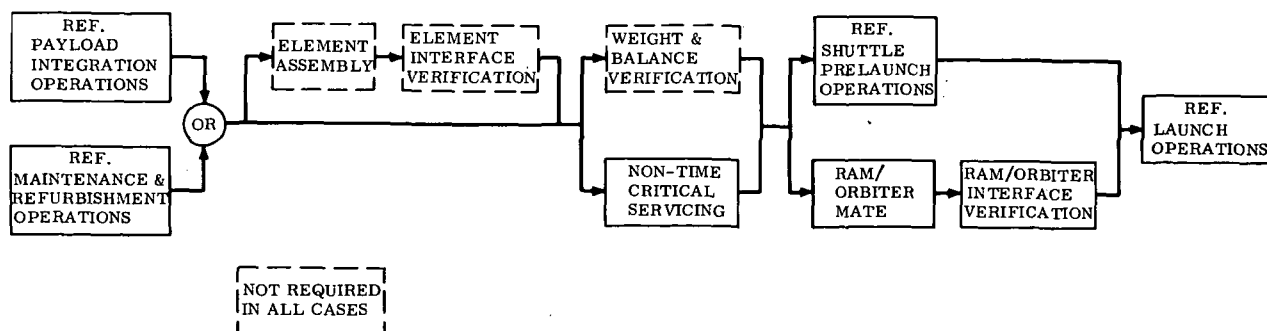 REF.
PAYLOAD
INTEGRATION
OPERATIONS
REF.
MAINTENANCE &
REFURBISHMENT
OPERATIONS
OR
ELEMENT
ASSEMBLY
ELEMENT
INTERFACE
VERIFICATION
WEIGHT &
BALANCE
VERIFICATION
NON-TIME
CRITICAL
SERVICING
REF.
SHUTTLE
PRELAUNCH
OPERATIONS
RAM/
ORBITER
MATE
RAM/ORBITER
INTERFACE
VERIFICATION
REF.
LAUNCH
OPERATIONS
NOT REQUIRED
IN ALL CASES